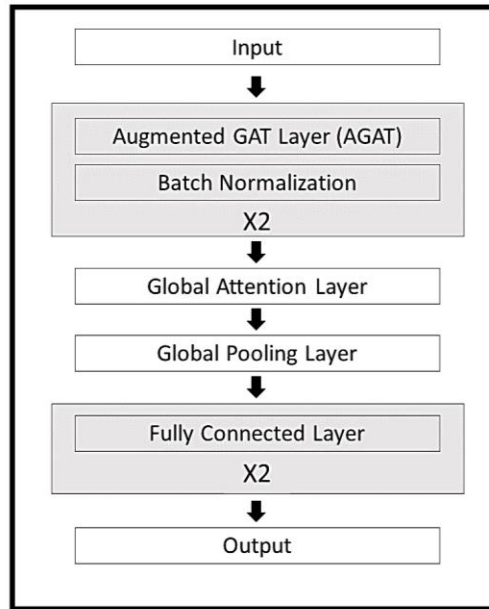 Input
Augmented GAT Layer (AGAT)
Batch Normalization
X2
Global Attention Layer
Global Pooling Layer
Fully Connected Layer
X2
Output